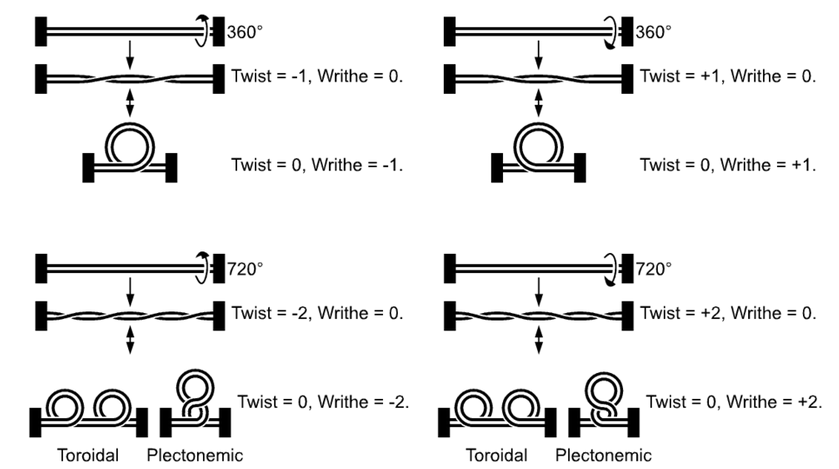 360°
360°
Twist = -1, Writhe = 0.
Twist = +1, Writhe = 0.
Twist = 0, Writhe = -1.
Twist = 0, Writhe = +1.
720°
720°
Twist = -2, Writhe = 0.
Twist = +2, Writhe = 0.
Twist = 0, Writhe = -2.
Twist = 0, Writhe = +2.
Toroidal Plectonemic
Toroidal Plectonemic